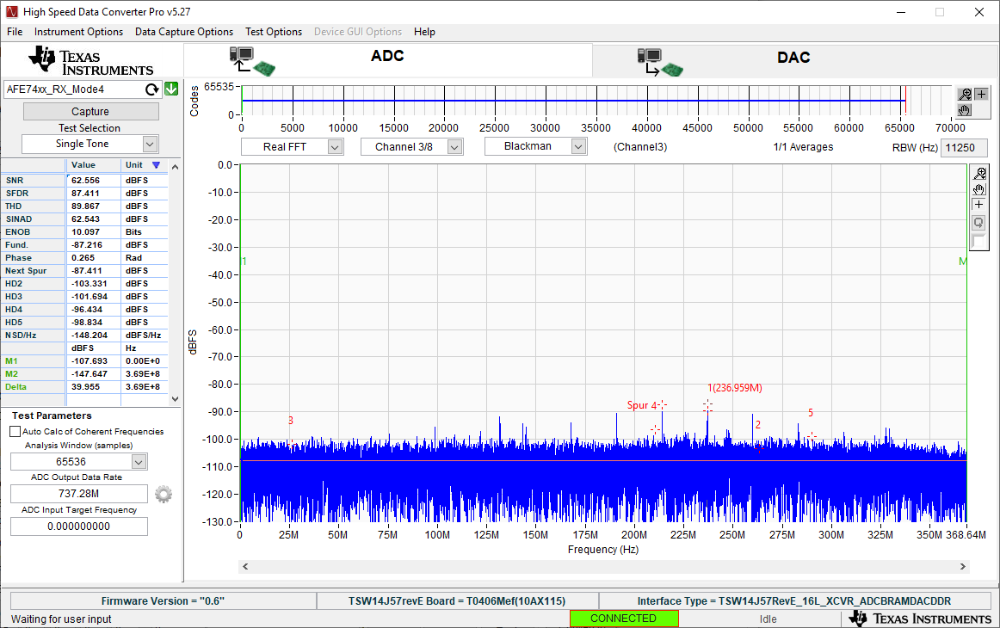 High Speed Data Converter Pro v5.27
File Instrument Options Data Capture Options Test Options Device GUI Options Help
TEXAS INSTRUMENTS
ADC
DAC
AFE74xx_RX_Mode4
Capture
Test Selection
Single Tone
Value Unit
SNR 62.556 dBFS
SFDR 87.411 dBFS
THD 89.867 dBFS
SINAD 62.543 dBFS
ENOB 10.097 Bits
Fund. -87.216 dBFS
Phase 0.265 Rad
Next Spur -87.411 dBFS
HD2 -103.331 dBFS
HD3 -101.694 dBFS
HD4 -96.434 dBFS
HD5 -98.834 dBFS
NSD/Hz -148.204 dBFS/Hz
dBFS Hz
M1 -107.693 0.00E+0
M2 -147.647 3.69E+8
Delta 39.955 3.69E+8
Test Parameters
Auto Calc of Coherent Frequencies
Analysis Window (samples)
65536
ADC Output Data Rate
737.28M
ADC Input Target Frequency
0.000000000
Codes
65535
0
0 5000 10000 15000 20000 25000 30000 35000 40000 45000 50000 55000 60000 65000 70000
Real FFT Channel 3/8 Blackman (Channel3) 1/1 Averages RBW (Hz) 11250
dBFS
0.0
-10.0
-20.0
-30.0
-40.0
-50.0
-60.0
-70.0
-80.0
-90.0
-100.0
-110.0
-120.0
-130.0
1 M
1(236.959M)
Spur 4
3 2 5
0 25M 50M 75M 100M 125M 150M 175M 200M 225M 250M 275M 300M 325M 350M 368.64M
Frequency (Hz)
Firmware Version = "0.6" TSW14J57revE Board = T0406Mef(10AX115) Interface Type = TSW14J57RevE_16L_XCVR_ADCBRAMDACDDR
Waiting for user input CONNECTED Idle TEXAS INSTRUMENTS